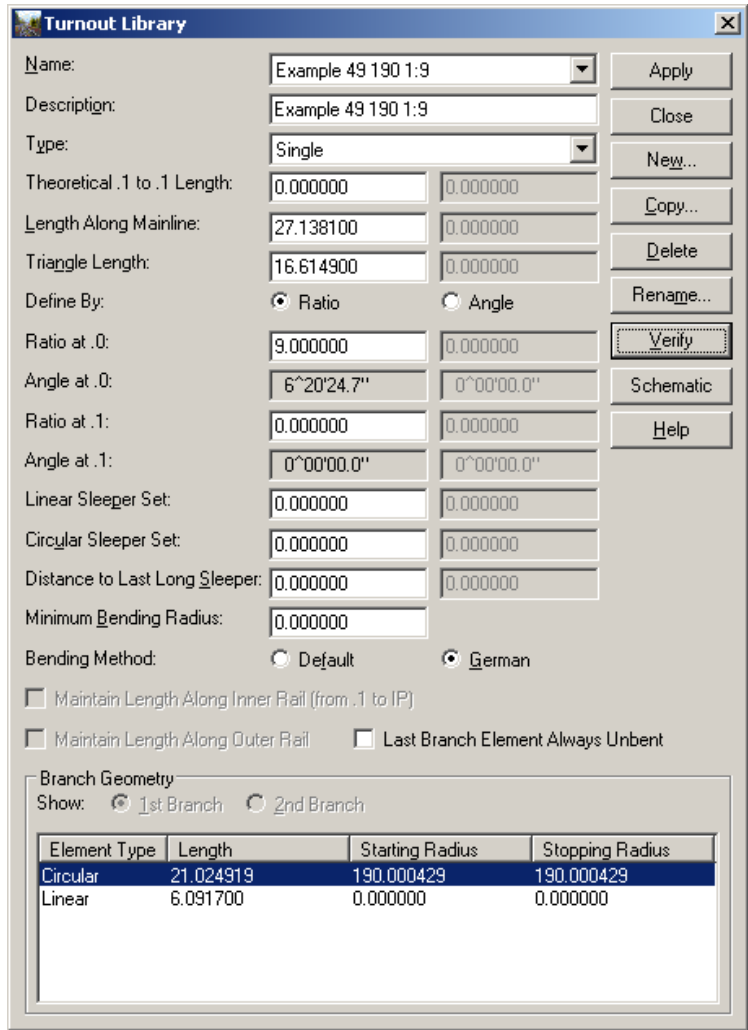 Turnout Library
Name: Example 49 190 1:9 Apply
Description: Example 49 190 1:9 Close
Type: Single New...
Theoretical .1 to .1 Length: 0.000000 0.000000 Copy...
Length Along Mainline: 27.138100 0.000000 Delete
Triangle Length: 16.614900 0.000000 Rename...
Define By: Ratio Angle
Ratio at .0: 9.000000 0.000000 Verify
Angle at .0: 6^20'24.7" 0^00'00.0" Schematic
Ratio at .1: 0.000000 0.000000 Help
Angle at .1: 0^00'00.0" 0^00'00.0"
Linear Sleeper Set: 0.000000 0.000000
Circular Sleeper Set: 0.000000 0.000000
Distance to Last Long Sleeper: 0.000000 0.000000
Minimum Bending Radius: 0.000000
Bending Method: Default German
Maintain Length Along Inner Rail (from .1 to IP)
Maintain Length Along Outer Rail Last Branch Element Always Unbent
Branch Geometry
Show: 1st Branch 2nd Branch
Element Type Length Starting Radius Stopping Radius
Circular 21.024919 190.000429 190.000429
Linear 6.091700 0.000000 0.000000